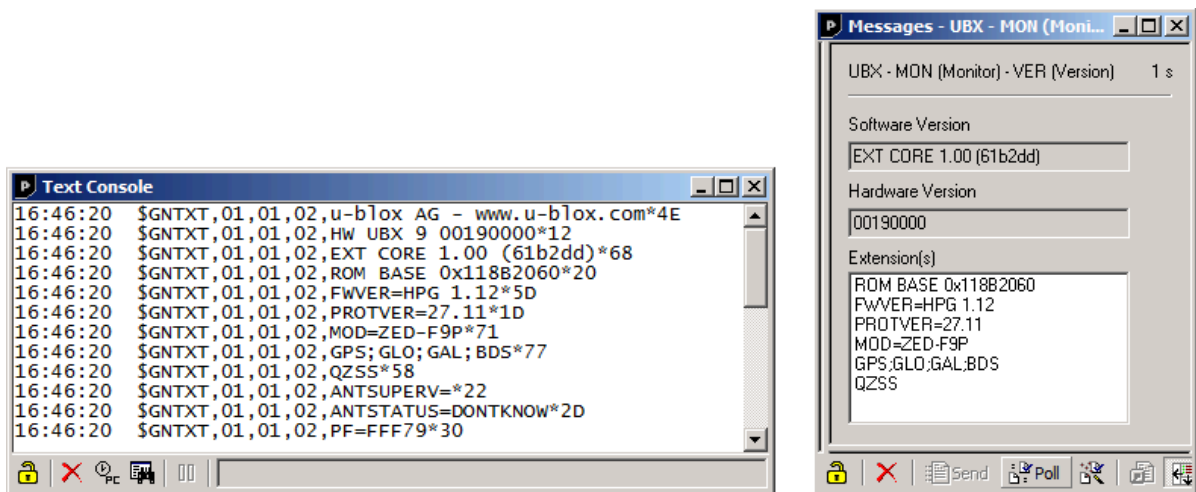 Text Console
16:46:20 $GNTXT,01,01,02,u-blox AG - www.u-blox.com*4E
16:46:20 $GNTXT,01,01,02,HW UBX 9 00190000*12
16:46:20 $GNTXT,01,01,02,EXT CORE 1.00 (61b2dd)*68
16:46:20 $GNTXT,01,01,02,ROM BASE 0x118B2060*20
16:46:20 $GNTXT,01,01,02,FWVER=HPG 1.12*5D
16:46:20 $GNTXT,01,01,02,PROTVER=27.11*1D
16:46:20 $GNTXT,01,01,02,MOD=ZED-F9P*71
16:46:20 $GNTXT,01,01,02,GPS;GLO;GAL;BDS*77
16:46:20 $GNTXT,01,01,02,QZSS*58
16:46:20 $GNTXT,01,01,02,ANTSUPERV=*22
16:46:20 $GNTXT,01,01,02,ANTSTATUS=DONTKNOW*2D
16:46:20 $GNTXT,01,01,02,PF=FFF79*30
PC
Messages - UBX - MON (Moni...
UBX - MON (Monitor) - VER (Version) 1 s
Software Version
EXT CORE 1.00 (61b2dd)
Hardware Version
00190000
Extension(s)
ROM BASE 0x118B2060
FWVER=HPG 1.12
PROTVER=27.11
MOD=ZED-F9P
GPS;GLO;GAL;BDS
QZSS
Send Poll